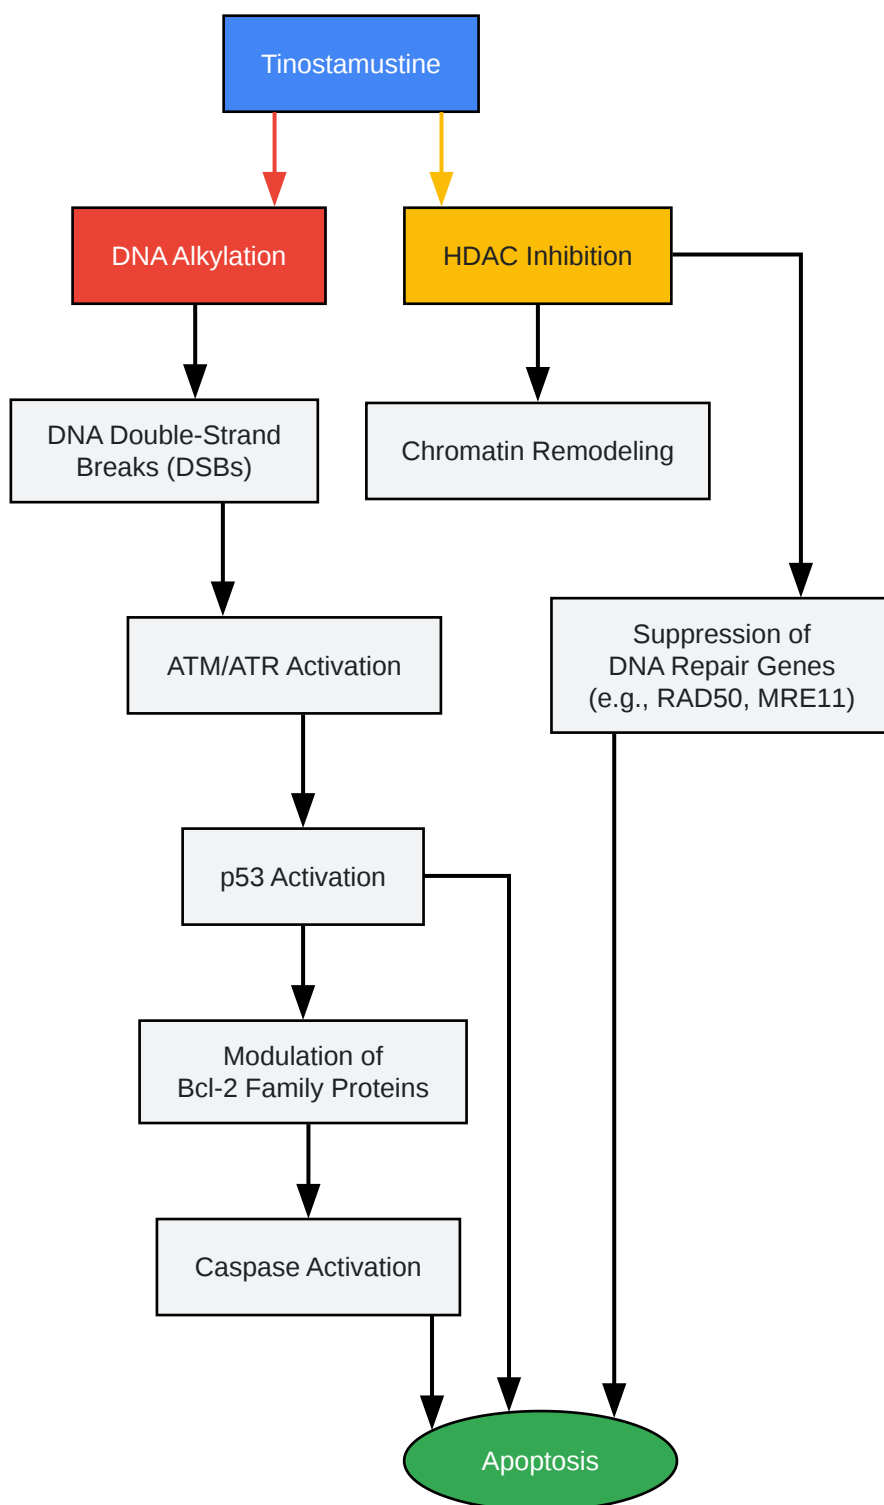 Tinostamustine
DNA Alkylation
HDAC Inhibition
DNA Double-Strand
Breaks (DSBs)
Chromatin Remodeling
Suppression of
DNA Repair Genes
(e.g., RAD50, MRE11)
ATM/ATR Activation
p53 Activation
Modulation of
Bcl-2 Family Proteins
Caspase Activation
Apoptosis